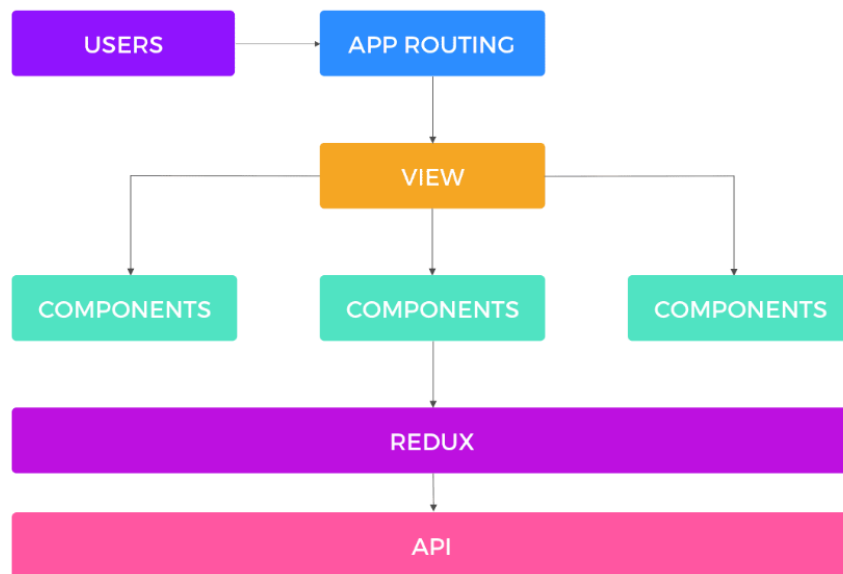 USERS
APP ROUTING
VIEW
COMPONENTS
COMPONENTS
COMPONENTS
REDUX
API